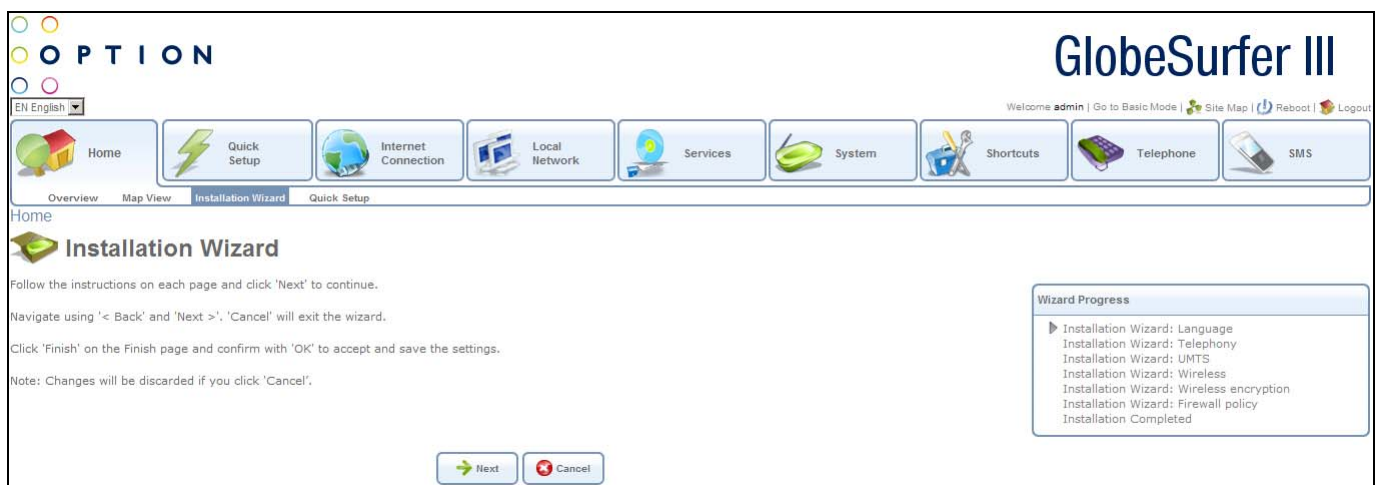 OPTION
GlobeSurfer III
EN English
Welcome admin | Go to Basic Mode | Site Map | Reboot | Logout
Home
Quick Setup
Internet Connection
Local Network
Services
System
Shortcuts
Telephone
SMS
Overview Map View Installation Wizard Quick Setup
Home
Installation Wizard
Follow the instructions on each page and click 'Next' to continue.
Navigate using '< Back' and 'Next >'. 'Cancel' will exit the wizard.
Click 'Finish' on the Finish page and confirm with 'OK' to accept and save the settings.
Note: Changes will be discarded if you click 'Cancel'.
Wizard Progress
Installation Wizard: Language
Installation Wizard: Telephony
Installation Wizard: UMTS
Installation Wizard: Wireless
Installation Wizard: Wireless encryption
Installation Wizard: Firewall policy
Installation Completed
Next Cancel